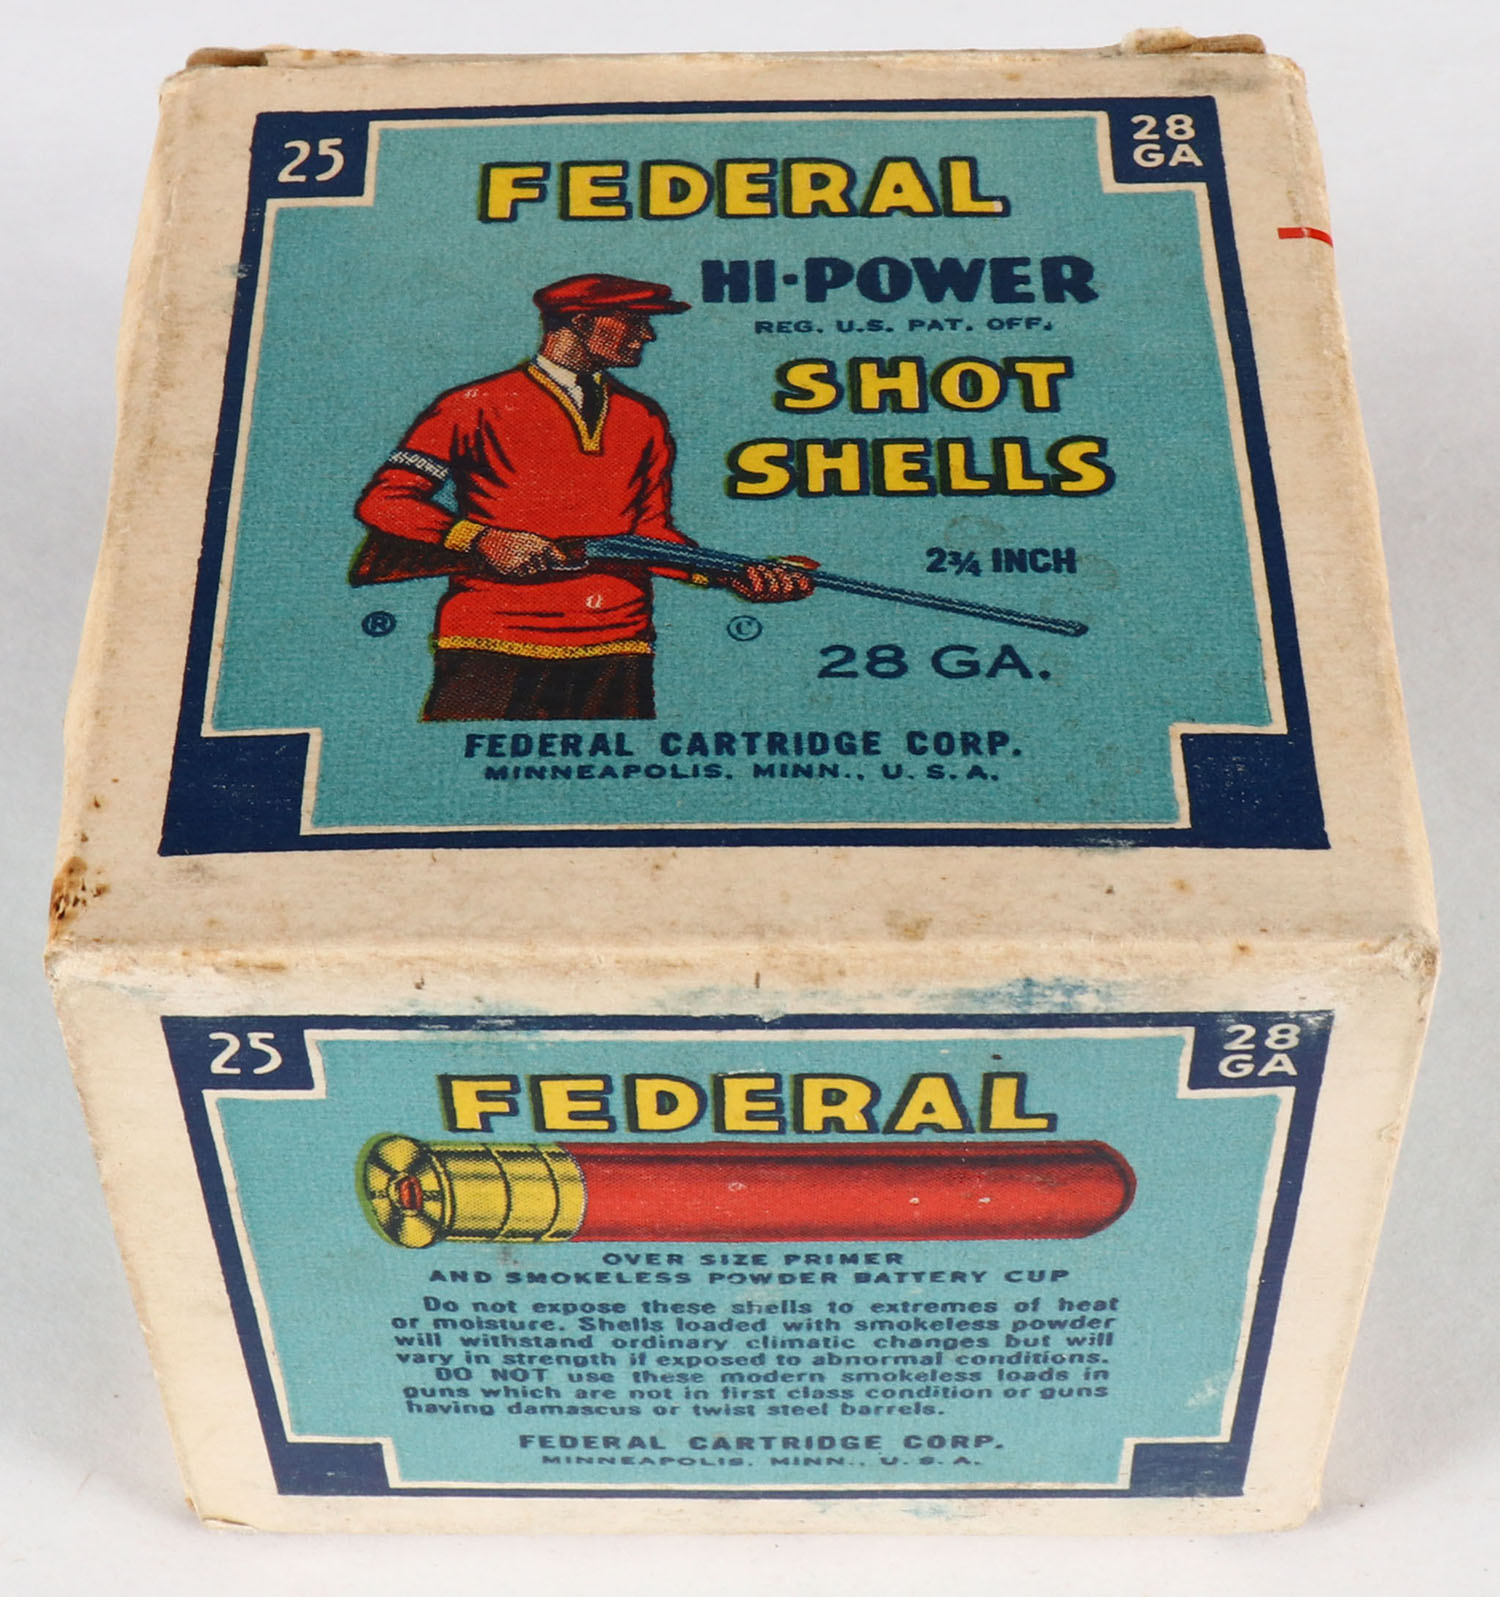 25
28
GA
FEDERAL
HI-POWER
REG. U.S. PAT. OFF.
SHOT
SHELLS
HI-POWER
2¾ INCH
® ©
28 GA.
FEDERAL CARTRIDGE CORP.
MINNEAPOLIS, MINN., U. S. A.
25
28
GA
FEDERAL
OVER SIZE PRIMER
AND SMOKELESS POWDER BATTERY CUP
Do not expose these shells to extremes of heat
or moisture. Shells loaded with smokeless powder
will withstand ordinary climatic changes but will
vary in strength if exposed to abnormal conditions.
DO NOT use these modern smokeless loads in
guns which are not in first class condition or guns
having damascus or twist steel barrels.
FEDERAL CARTRIDGE CORP.
MINNEAPOLIS, MINN., U. S. A.